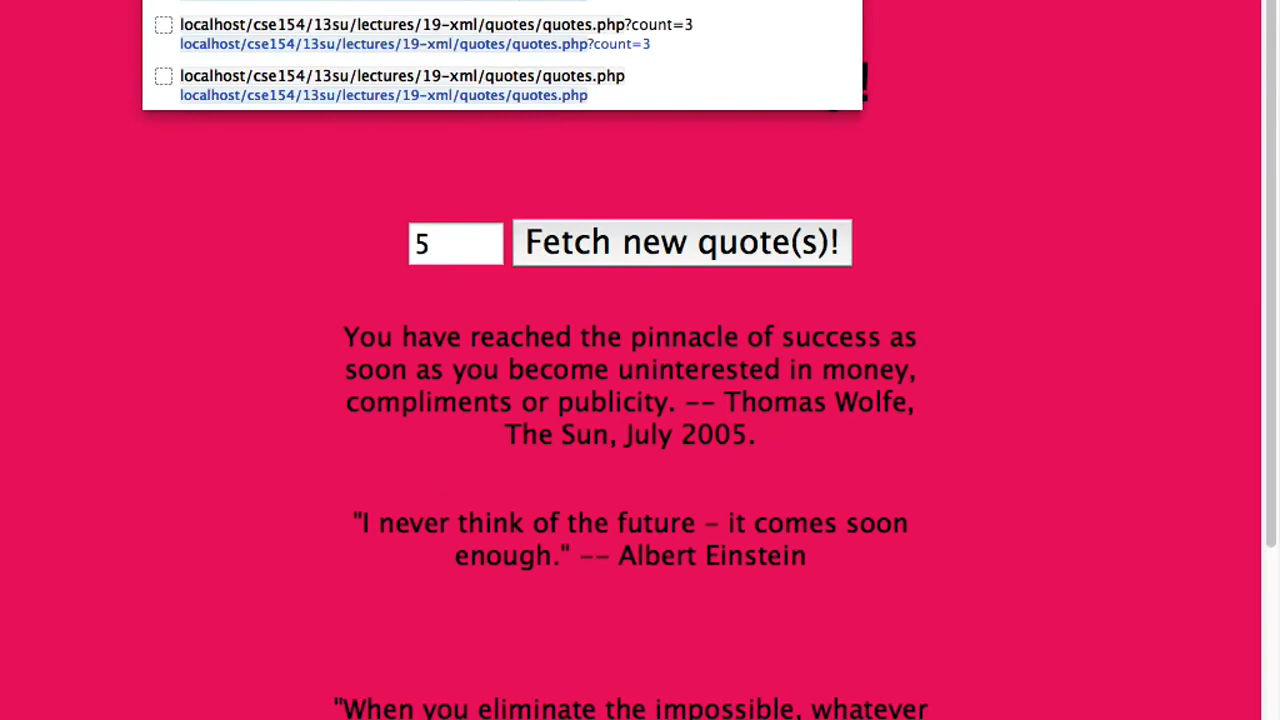 localhost/cse154/13su/lectures/19-xml/quotes/quotes.php?count=3
localhost/cse154/13su/lectures/19-xml/quotes/quotes.php?count=3
localhost/cse154/13su/lectures/19-xml/quotes/quotes.php
localhost/cse154/13su/lectures/19-xml/quotes/quotes.php
!
5 Fetch new quote(s)!
You have reached the pinnacle of success as
soon as you become uninterested in money,
compliments or publicity. -- Thomas Wolfe,
The Sun, July 2005.
"I never think of the future - it comes soon
enough." -- Albert Einstein
"When you eliminate the impossible, whatever